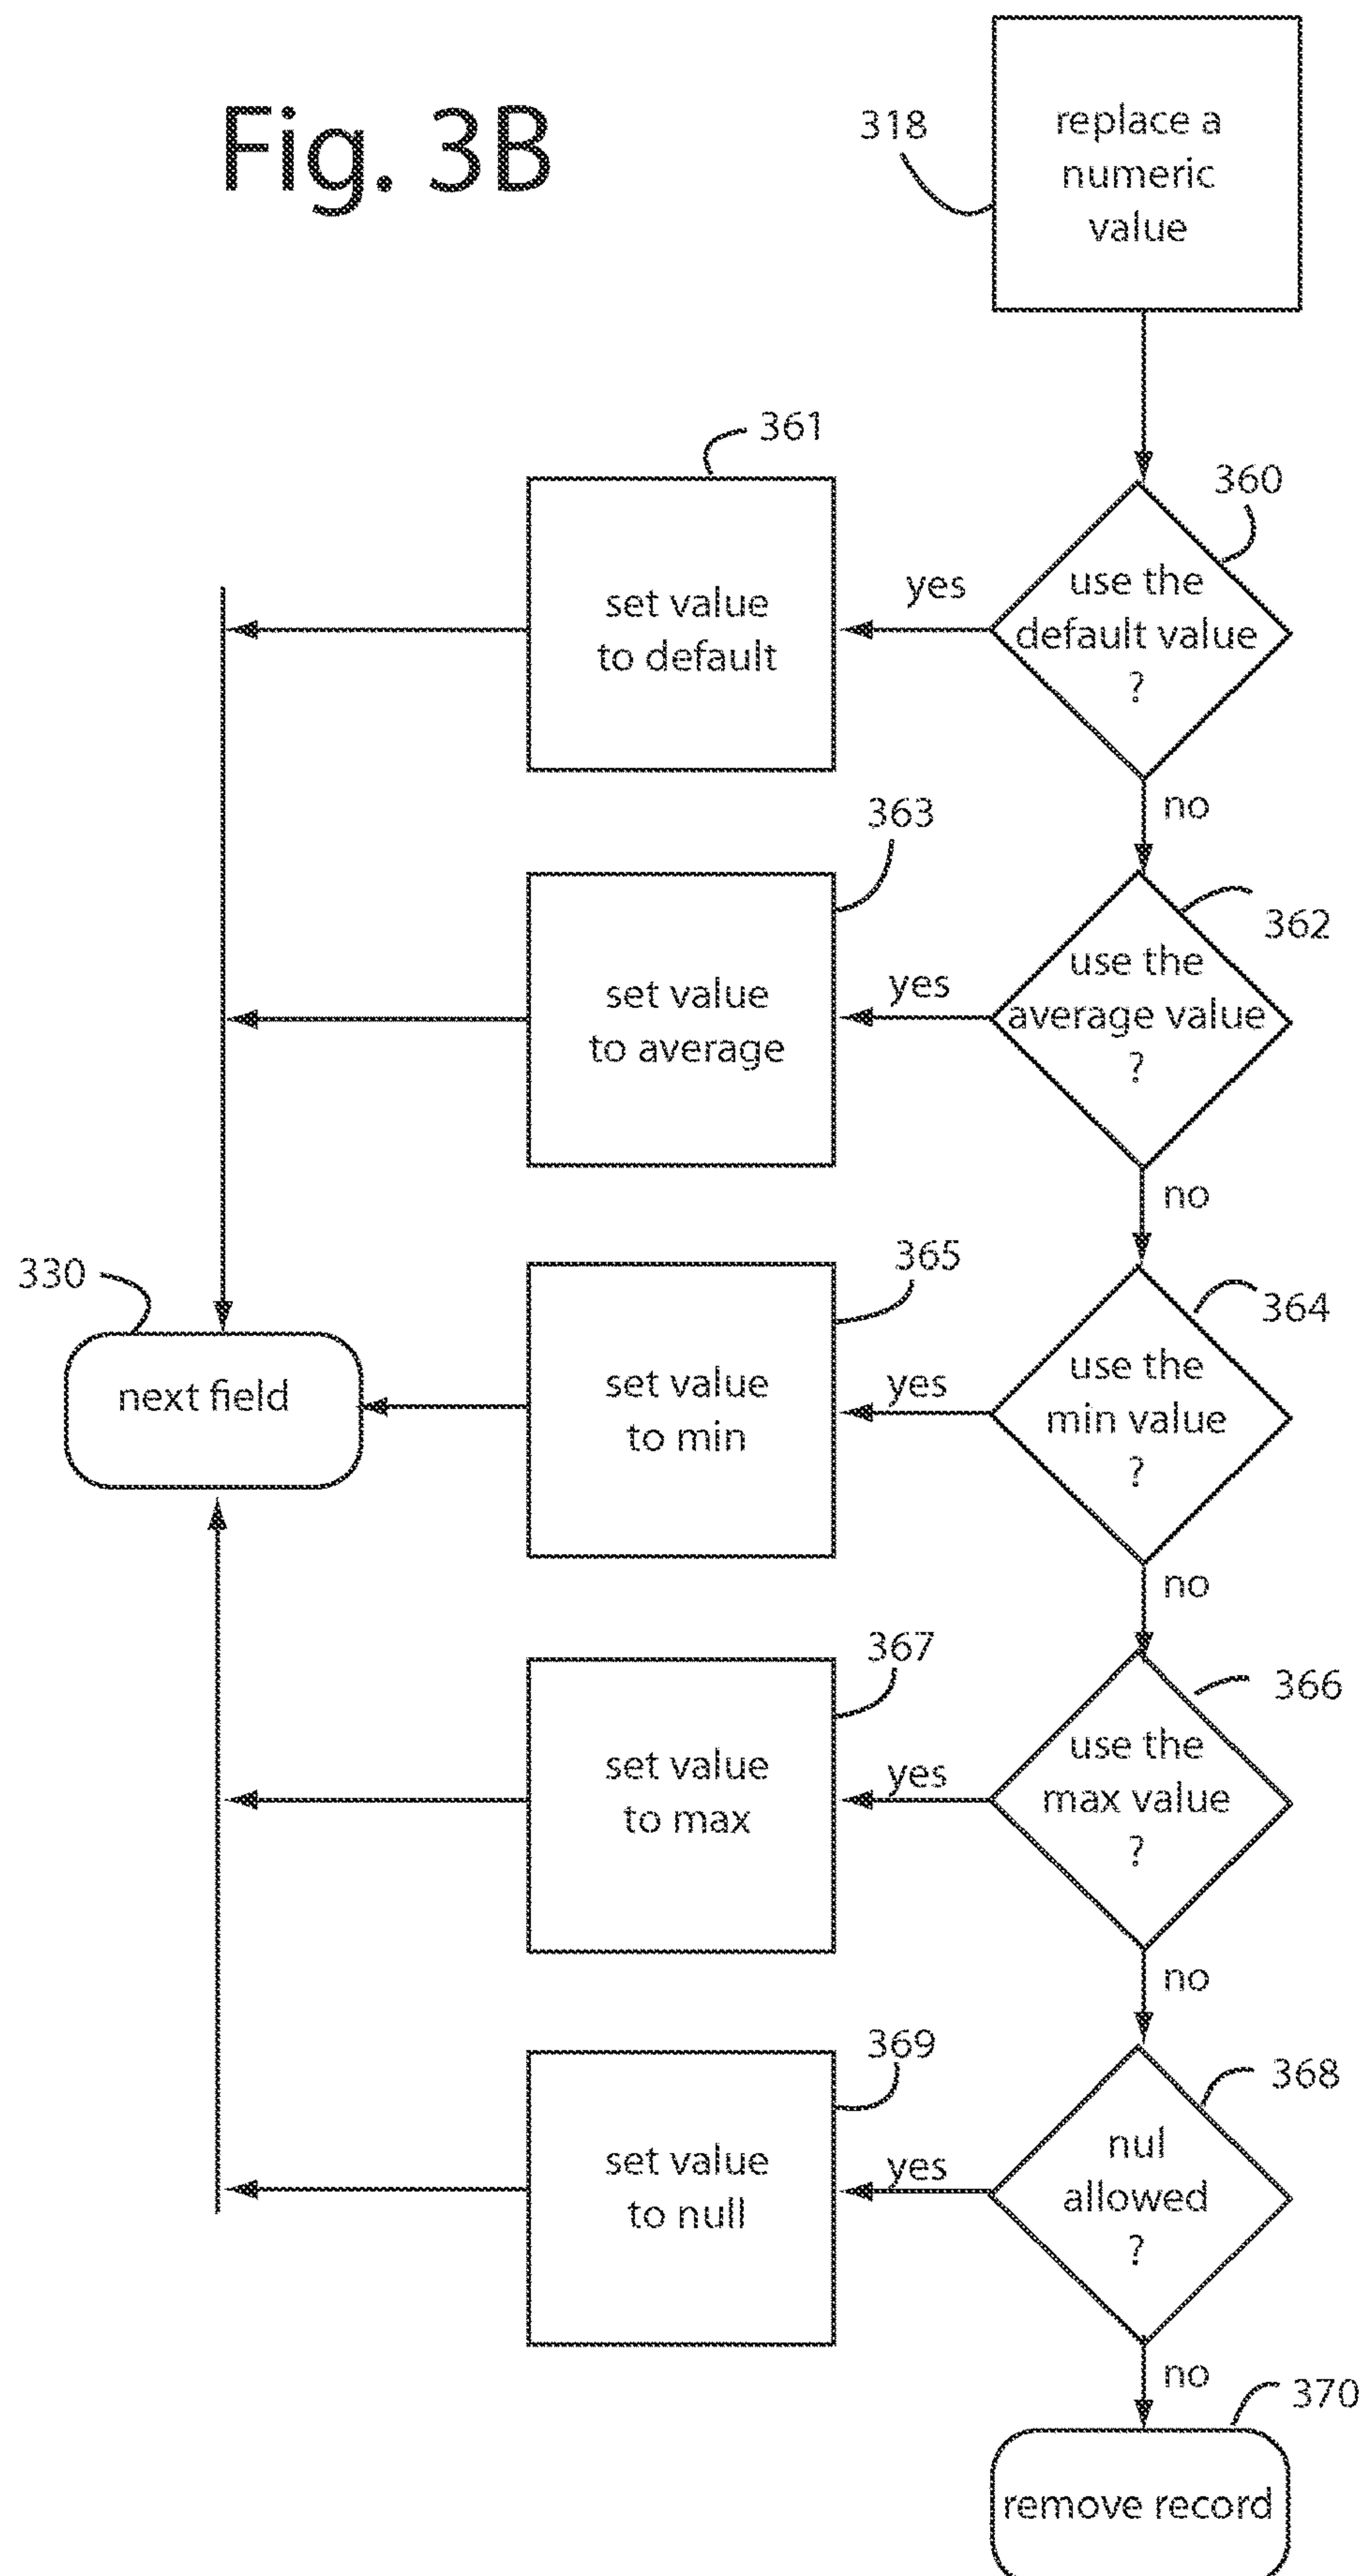 Fig. 3B
318
replace a
numeric
value
361
360
set value
to default
yes
use the
default value
?
no
363
362
set value
to average
yes
use the
average value
?
no
330
next field
365
364
set value
to min
yes
use the
min value
?
no
367
366
set value
to max
yes
use the
max value
?
no
369
368
set value
to null
yes
nul
allowed
?
no
370
remove record